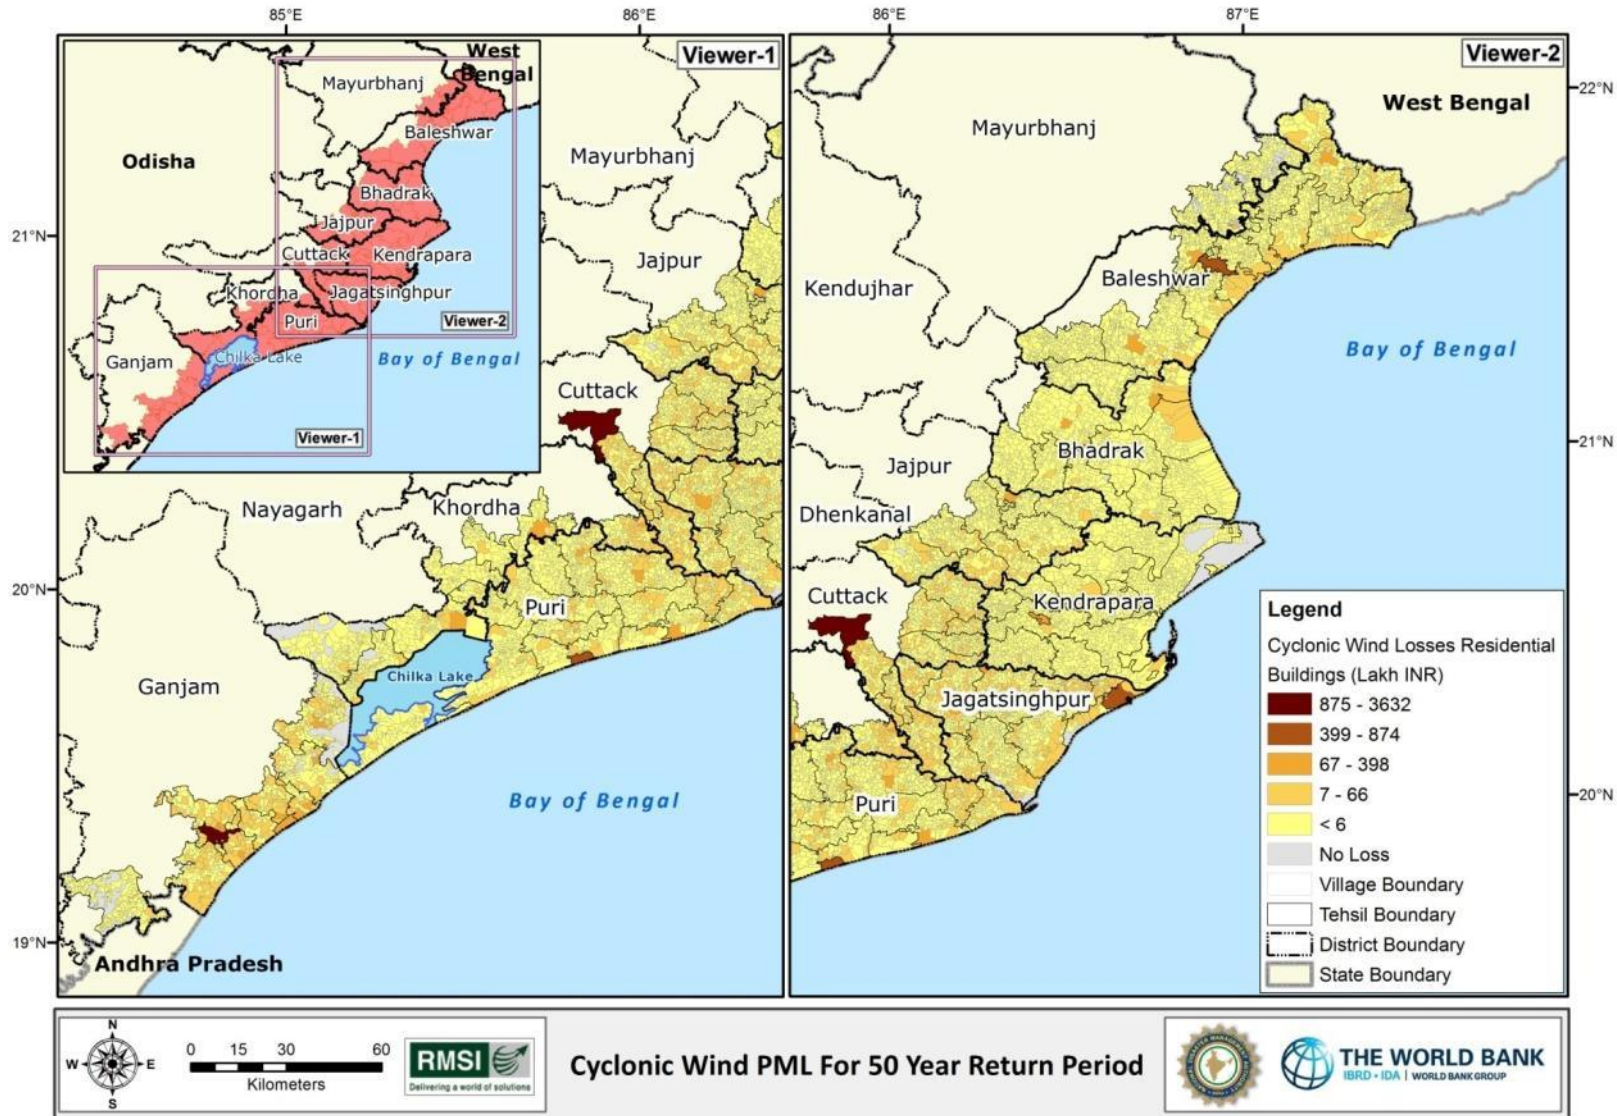 85°E
86°E
86°E
87°E
Viewer-1
West
Bengal
Mayurbhanj
Baleshwar
Odisha
Bhadrak
Jajpur
Cuttack
Kendrapara
Khordha
Jagatsinghpur
Puri
Viewer-2
Ganjam
Chilka Lake
Bay of Bengal
Viewer-1
21°N
20°N
19°N
Mayurbhanj
Jajpur
Cuttack
Nayagarh
Khordha
Puri
Ganjam
Chilka Lake
Bay of Bengal
Andhra Pradesh
Viewer-2
22°N
21°N
20°N
West Bengal
Mayurbhanj
Kendujhar
Baleshwar
Bay of Bengal
Bhadrak
Jajpur
Dhenkanal
Cuttack
Kendrapara
Jagatsinghpur
Puri
Legend
Cyclonic Wind Losses Residential
Buildings (Lakh INR)
875 - 3632
399 - 874
67 - 398
7 - 66
< 6
No Loss
Village Boundary
Tehsil Boundary
District Boundary
State Boundary
N
W
E
S
0 15 30 60
Kilometers
RMSI
Delivering a world of solutions
Cyclonic Wind PML For 50 Year Return Period
THE WORLD BANK
IBRD • IDA | WORLD BANK GROUP